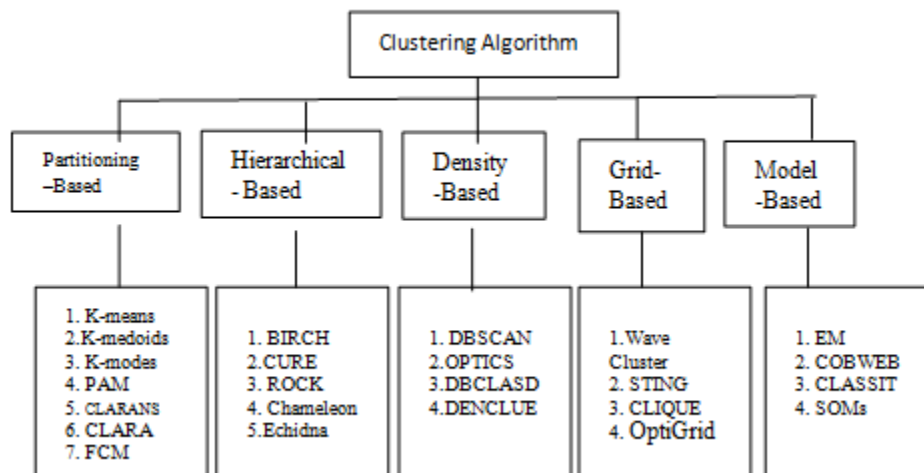 Clustering Algorithm
Partitioning
–Based
Hierarchical
- Based
Density
-Based
Grid-
Based
Model
-Based
1. K-means
2.K-medoids
3. K-modes
4. PAM
5. CLARANS
6. CLARA
7. FCM
1. BIRCH
2.CURE
3. ROCK
4. Chameleon
5.Echidna
1. DBSCAN
2.OPTICS
3.DBCLASD
4.DENCLUE
1.Wave
Cluster
2. STING
3. CLIQUE
4. OptiGrid
1. EM
2. COBWEB
3. CLASSIT
4. SOMs